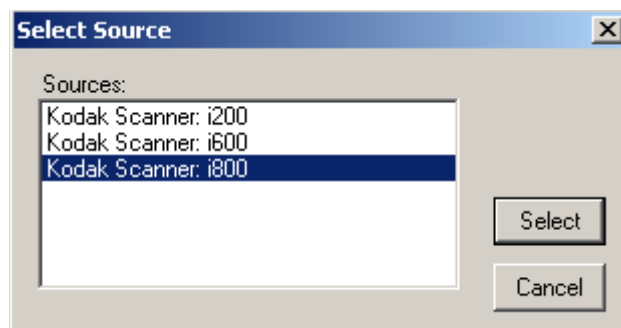 Select Source
Sources:
Kodak Scanner: i200
Kodak Scanner: i600
Kodak Scanner: i800
Select
Cancel